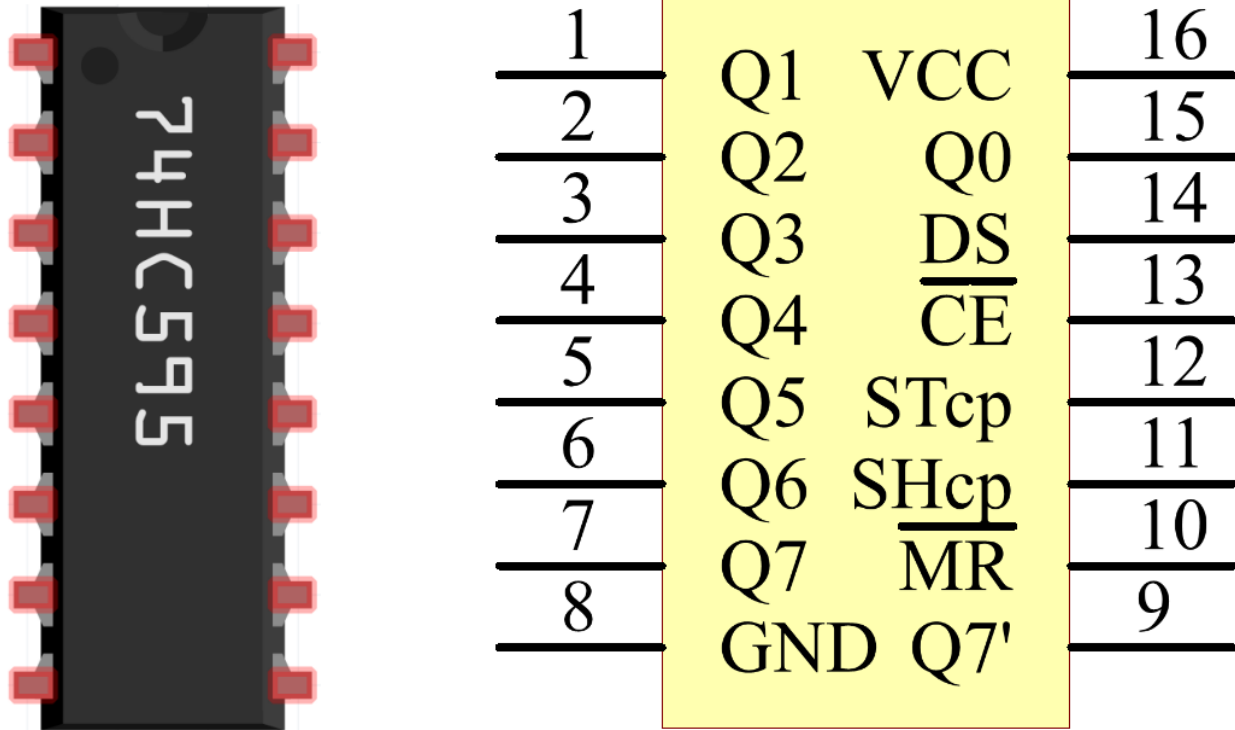 74HC595
1 16
Q1 VCC
2 15
Q2 Q0
3 14
Q3 DS
4 13
Q4 CE
5 12
Q5 STcp
6 11
Q6 SHcp
7 10
Q7 MR
8 9
GND Q7'